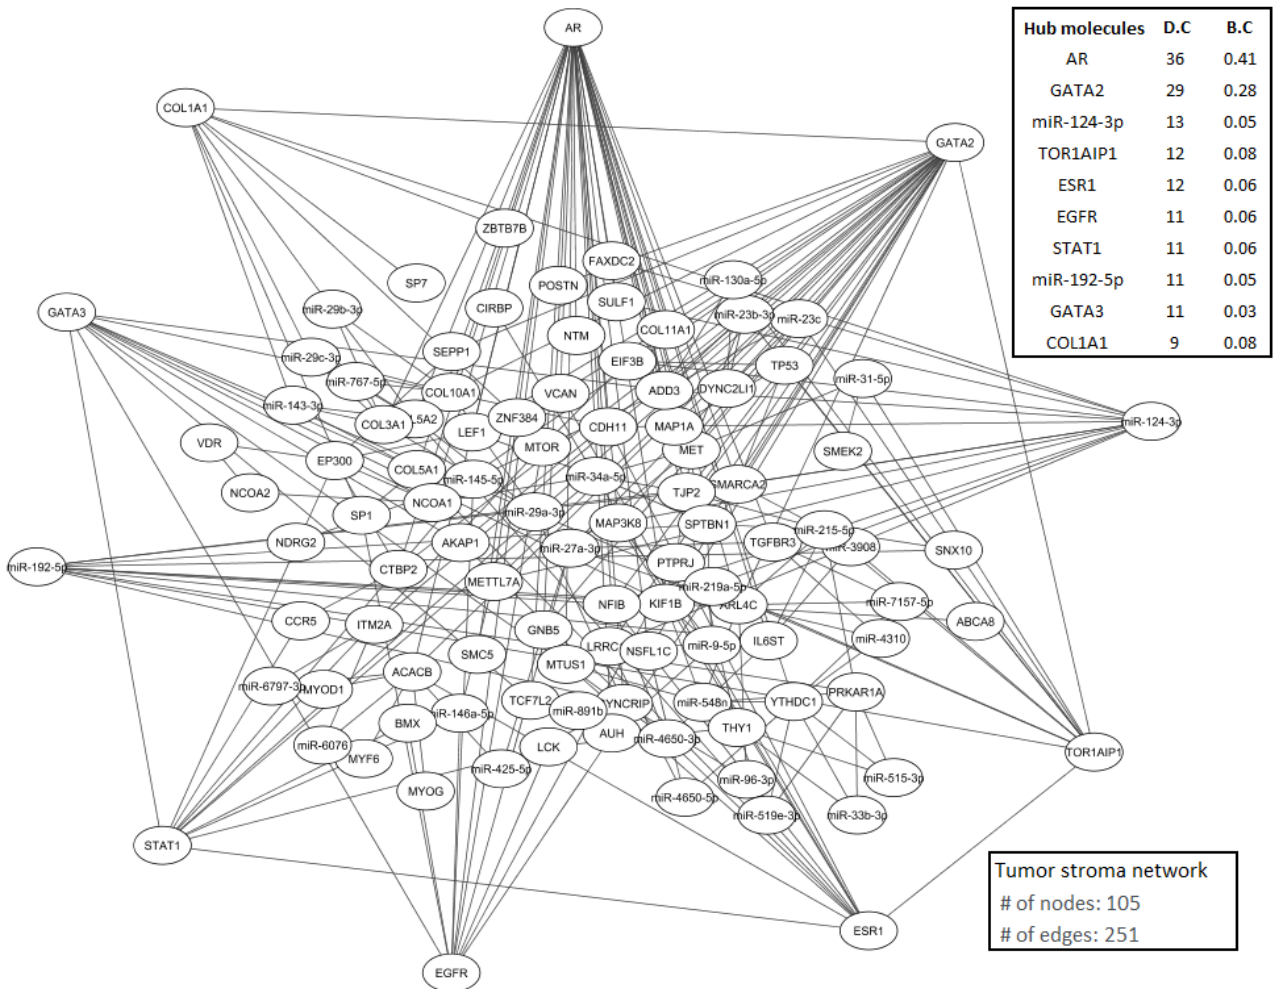 AR
Hub molecules D.C B.C
AR 36 0.41
GATA2 29 0.28
miR-124-3p 13 0.05
TOR1AIP1 12 0.08
ESR1 12 0.06
EGFR 11 0.06
STAT1 11 0.06
miR-192-5p 11 0.05
GATA3 11 0.03
COL1A1 9 0.08
COL1A1
GATA2
ZBTB7B
FAXDC2
SP7
POSTN
miR-130a-5p
miR-29b-3p
CIRBP
SULF1
GATA3
miR-23b-3p
miR-23c
COL11A1
NTM
SEPP1
miR-29c-3p
EIF3B
TP53
miR-767-5p
COL10A1
VCAN
ADD3
DYNC2LI1
miR-31-5p
miR-143-3p
COL3A1
L5A2
LEF1
ZNF384
CDH11
MAP1A
miR-124-3p
VDR
MTOR
MET
SMEK2
EP300
COL5A1
miR-145-5p
miR-34a-5p
SMARCA2
NCOA2
NCOA1
TJP2
SP1
miR-29a-3p
MAP3K8
SPTBN1
miR-215-5p
NDRG2
AKAP1
miR-27a-3p
TGFBR3
miR-3908
SNX10
miR-192-5p
CTBP2
METTL7A
PTPRJ
miR-219a-5p
NFIB
KIF1B
ARL4C
miR-7157-5p
CCR5
ITM2A
GNB5
ABCA8
LRRC
NSFL1C
miR-9-5p
IL6ST
miR-4310
SMC5
MTUS1
ACACB
miR-6797-3p
MYOD1
TCF7L2
miR-891b
YNCRIP
miR-548n
YTHDC1
PRKAR1A
BMX
miR-146a-5p
THY1
miR-6076
MYF6
LCK
AUH
miR-4650-3p
TOR1AIP1
miR-425-5p
miR-96-3p
miR-515-3p
MYOG
miR-4650-5p
miR-519e-3p
miR-33b-3p
STAT1
Tumor stroma network
# of nodes: 105
# of edges: 251
ESR1
EGFR